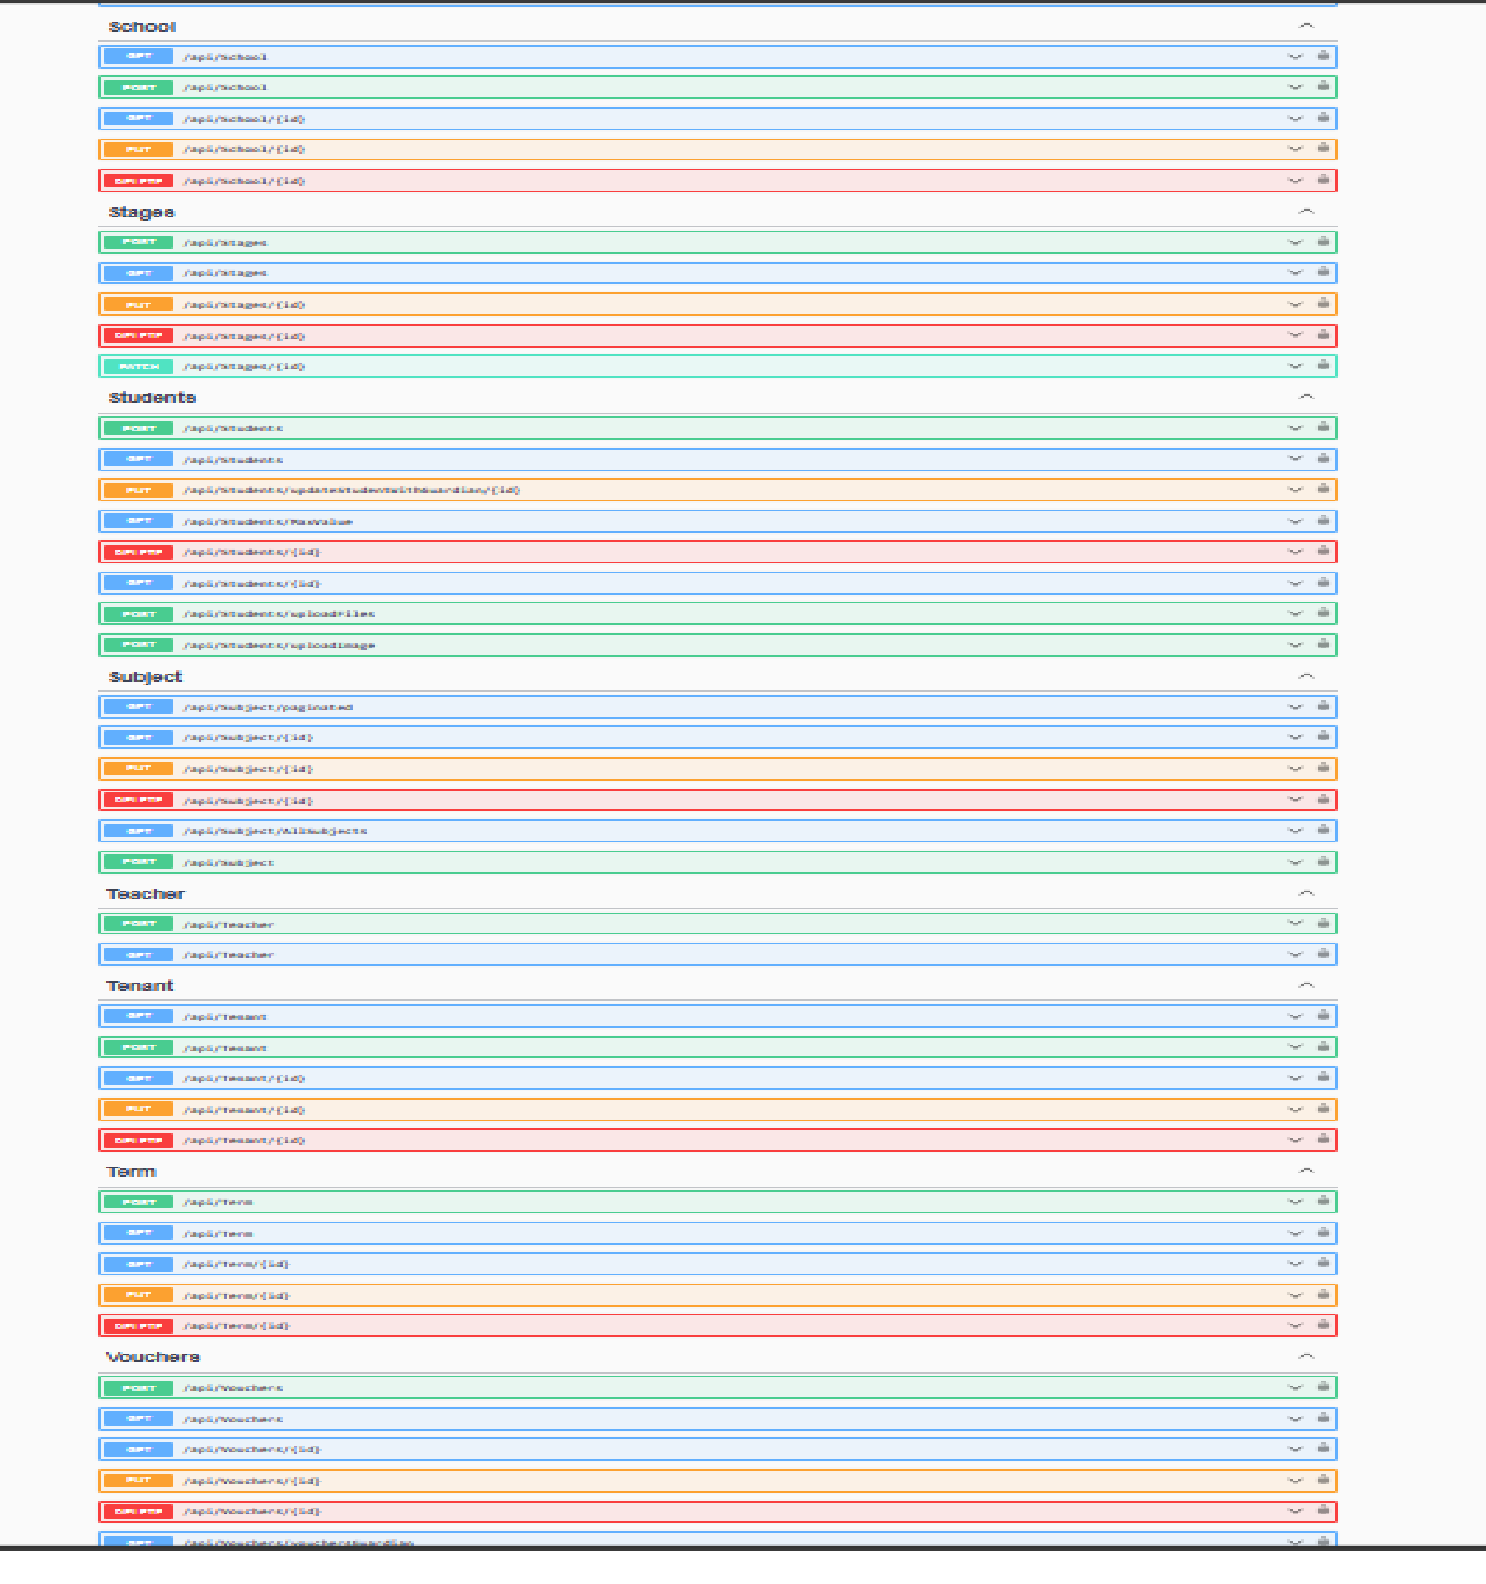 School
GET /api/School
POST /api/School
GET /api/School/{id}
PUT /api/School/{id}
DELETE /api/School/{id}
Stages
POST /api/Stages
GET /api/Stages
PUT /api/Stages/{id}
DELETE /api/Stages/{id}
PATCH /api/Stages/{id}
Students
POST /api/Students
GET /api/Students
PUT /api/Students/updateStudentWithGuardian/{id}
GET /api/Students/MaxValue
DELETE /api/Students/{id}
GET /api/Students/{id}
POST /api/Students/uploadFiles
POST /api/Students/uploadImage
Subject
GET /api/Subject/paginated
GET /api/Subject/{id}
PUT /api/Subject/{id}
DELETE /api/Subject/{id}
GET /api/Subject/AllSubjects
POST /api/Subject
Teacher
POST /api/Teacher
GET /api/Teacher
Tenant
GET /api/Tenant
POST /api/Tenant
GET /api/Tenant/{id}
PUT /api/Tenant/{id}
DELETE /api/Tenant/{id}
Term
POST /api/Term
GET /api/Term
GET /api/Term/{id}
PUT /api/Term/{id}
DELETE /api/Term/{id}
Vouchers
POST /api/Vouchers
GET /api/Vouchers
GET /api/Vouchers/{id}
PUT /api/Vouchers/{id}
DELETE /api/Vouchers/{id}
GET